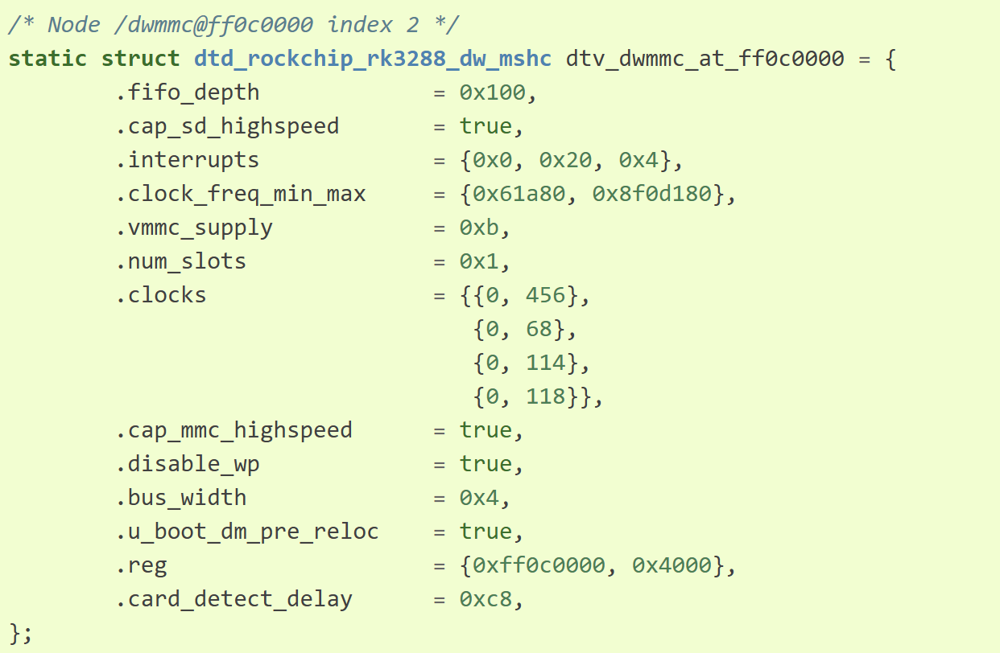 /* Node /dwmmc@ff0c0000 index 2 */
static struct dtd_rockchip_rk3288_dw_mshc dtv_dwmmc_at_ff0c0000 = {
        .fifo_depth             = 0x100,
        .cap_sd_highspeed       = true,
        .interrupts             = {0x0, 0x20, 0x4},
        .clock_freq_min_max     = {0x61a80, 0x8f0d180},
        .vmmc_supply            = 0xb,
        .num_slots              = 0x1,
        .clocks                 = {{0, 456},
                                   {0, 68},
                                   {0, 114},
                                   {0, 118}},
        .cap_mmc_highspeed      = true,
        .disable_wp             = true,
        .bus_width              = 0x4,
        .u_boot_dm_pre_reloc    = true,
        .reg                    = {0xff0c0000, 0x4000},
        .card_detect_delay      = 0xc8,
};